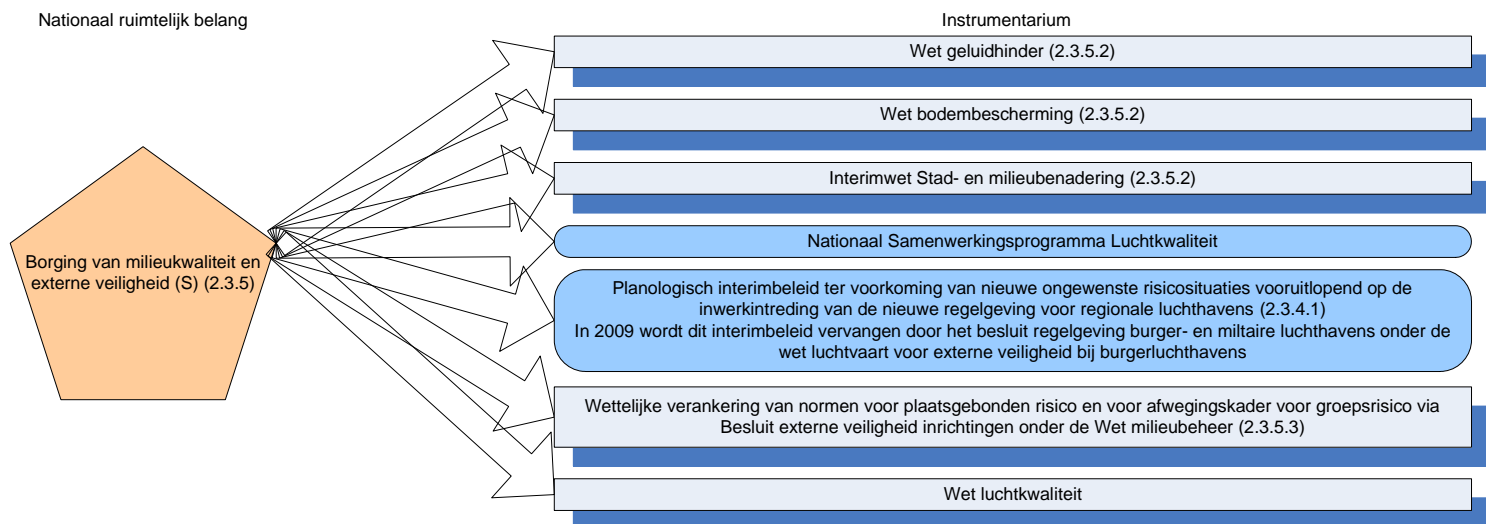 Nationaal ruimtelijk belang
Instrumentarium
Borging van milieukwaliteit en
externe veiligheid (S) (2.3.5)
Wet geluidhinder (2.3.5.2)
Wet bodembescherming (2.3.5.2)
Interimwet Stad- en milieubenadering (2.3.5.2)
Nationaal Samenwerkingsprogramma Luchtkwaliteit
Planologisch interimbeleid ter voorkoming van nieuwe ongewenste risicosituaties vooruitlopend op de
inwerkintreding van de nieuwe regelgeving voor regionale luchthavens (2.3.4.1)
In 2009 wordt dit interimbeleid vervangen door het besluit regelgeving burger- en miltaire luchthavens onder de
wet luchtvaart voor externe veiligheid bij burgerluchthavens
Wettelijke verankering van normen voor plaatsgebonden risico en voor afwegingskader voor groepsrisico via
Besluit externe veiligheid inrichtingen onder de Wet milieubeheer (2.3.5.3)
Wet luchtkwaliteit